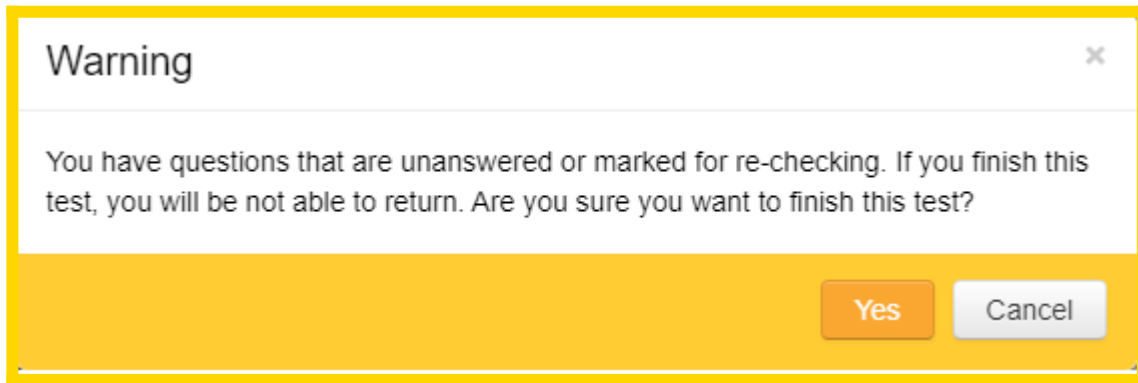 Warning
×
You have questions that are unanswered or marked for re-checking. If you finish this
test, you will be not able to return. Are you sure you want to finish this test?
Yes Cancel